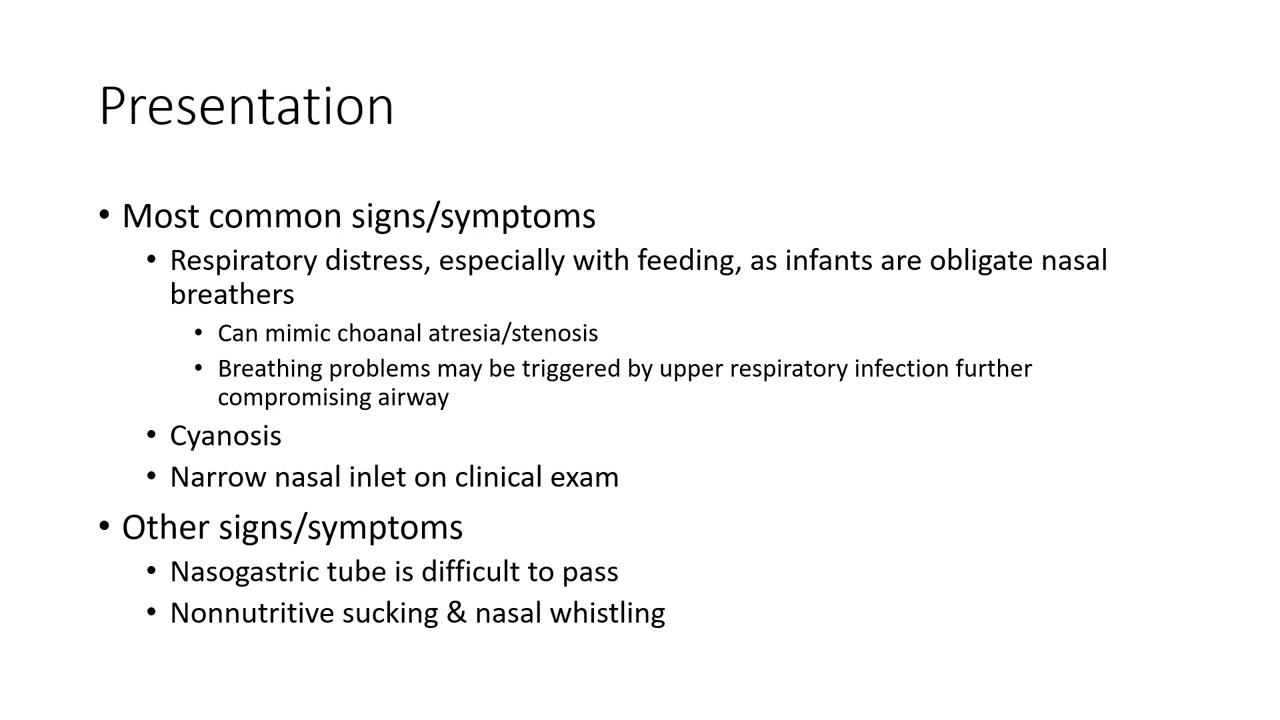 Presentation
• Most common signs/symptoms
• Respiratory distress, especially with feeding, as infants are obligate nasal
breathers
• Can mimic choanal atresia/stenosis
• Breathing problems may be triggered by upper respiratory infection further
compromising airway
• Cyanosis
• Narrow nasal inlet on clinical exam
• Other signs/symptoms
• Nasogastric tube is difficult to pass
• Nonnutritive sucking & nasal whistling